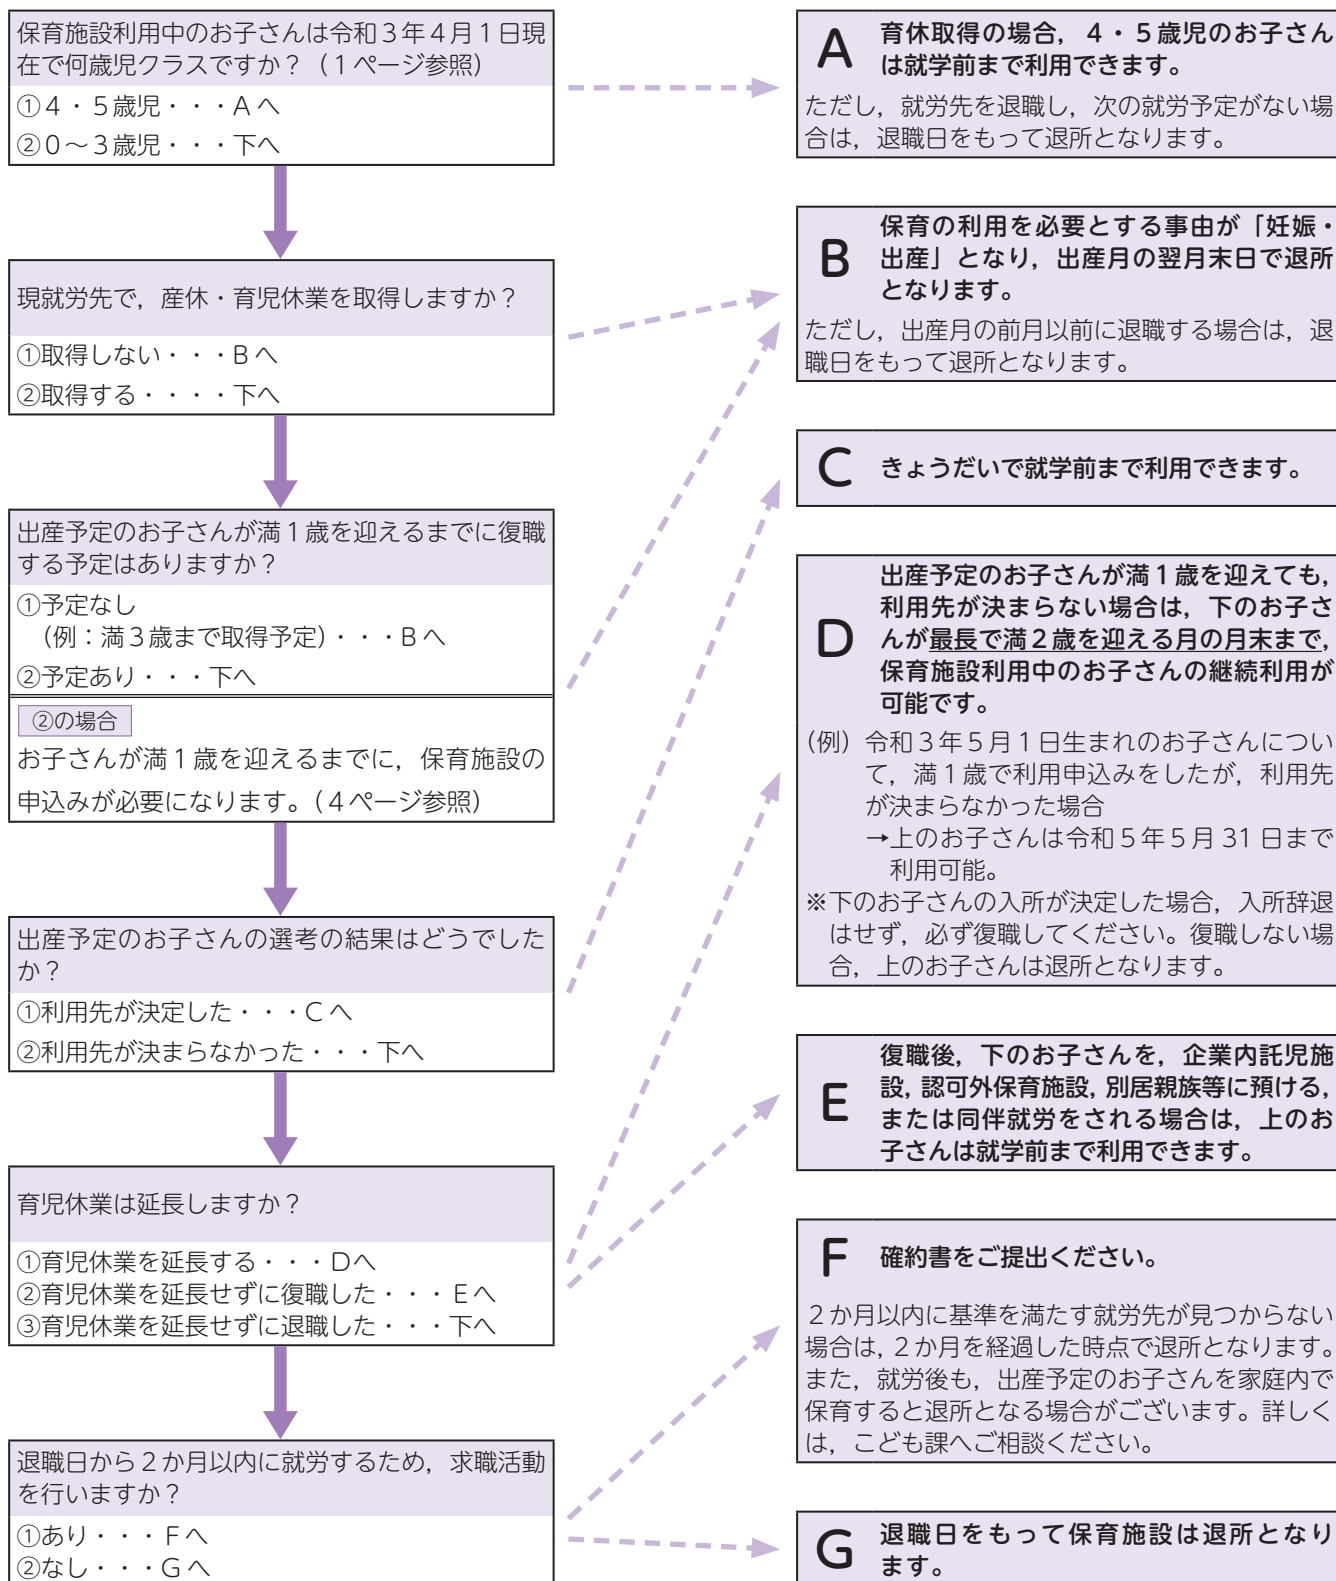 保育施設利用中のお子さんは令和３年４月１日現
在で何歳児クラスですか？（１ページ参照）
①４・５歳児・・・Ａへ
②０～３歳児・・・下へ
現就労先で，産休・育児休業を取得しますか？
①取得しない・・・Ｂへ
②取得する・・・・下へ
出産予定のお子さんが満１歳を迎えるまでに復職
する予定はありますか？
①予定なし
（例：満３歳まで取得予定）・・・Ｂへ
②予定あり・・・下へ
②の場合
お子さんが満１歳を迎えるまでに，保育施設の
申込みが必要になります。（４ページ参照）
出産予定のお子さんの選考の結果はどうでした
か？
①利用先が決定した・・・Ｃへ
②利用先が決まらなかった・・・下へ
育児休業は延長しますか？
①育児休業を延長する・・・Ｄへ
②育児休業を延長せずに復職した・・・Ｅへ
③育児休業を延長せずに退職した・・・下へ
退職日から２か月以内に就労するため，求職活動
を行いますか？
①あり・・・Ｆへ
②なし・・・Ｇへ
A
育休取得の場合，４・５歳児のお子さん
は就学前まで利用できます。
ただし，就労先を退職し，次の就労予定がない場
合は，退職日をもって退所となります。
B
保育の利用を必要とする事由が「妊娠・
出産」となり，出産月の翌月末日で退所
となります。
ただし，出産月の前月以前に退職する場合は，退
職日をもって退所となります。
C
きょうだいで就学前まで利用できます。
D
出産予定のお子さんが満１歳を迎えても，
利用先が決まらない場合は，下のお子さ
んが最長で満２歳を迎える月の月末まで，
保育施設利用中のお子さんの継続利用が
可能です。
（例）令和３年５月１日生まれのお子さんについ
て，満１歳で利用申込みをしたが，利用先
が決まらなかった場合
→上のお子さんは令和５年５月31日まで
利用可能。
※下のお子さんの入所が決定した場合，入所辞退
はせず，必ず復職してください。復職しない場
合，上のお子さんは退所となります。
E
復職後，下のお子さんを，企業内託児施
設，認可外保育施設，別居親族等に預ける，
または同伴就労をされる場合は，上のお
子さんは就学前まで利用できます。
F
確約書をご提出ください。
２か月以内に基準を満たす就労先が見つからない
場合は，２か月を経過した時点で退所となります。
また，就労後も，出産予定のお子さんを家庭内で
保育すると退所となる場合がございます。詳しく
は，こども課へご相談ください。
G
退職日をもって保育施設は退所となり
ます。